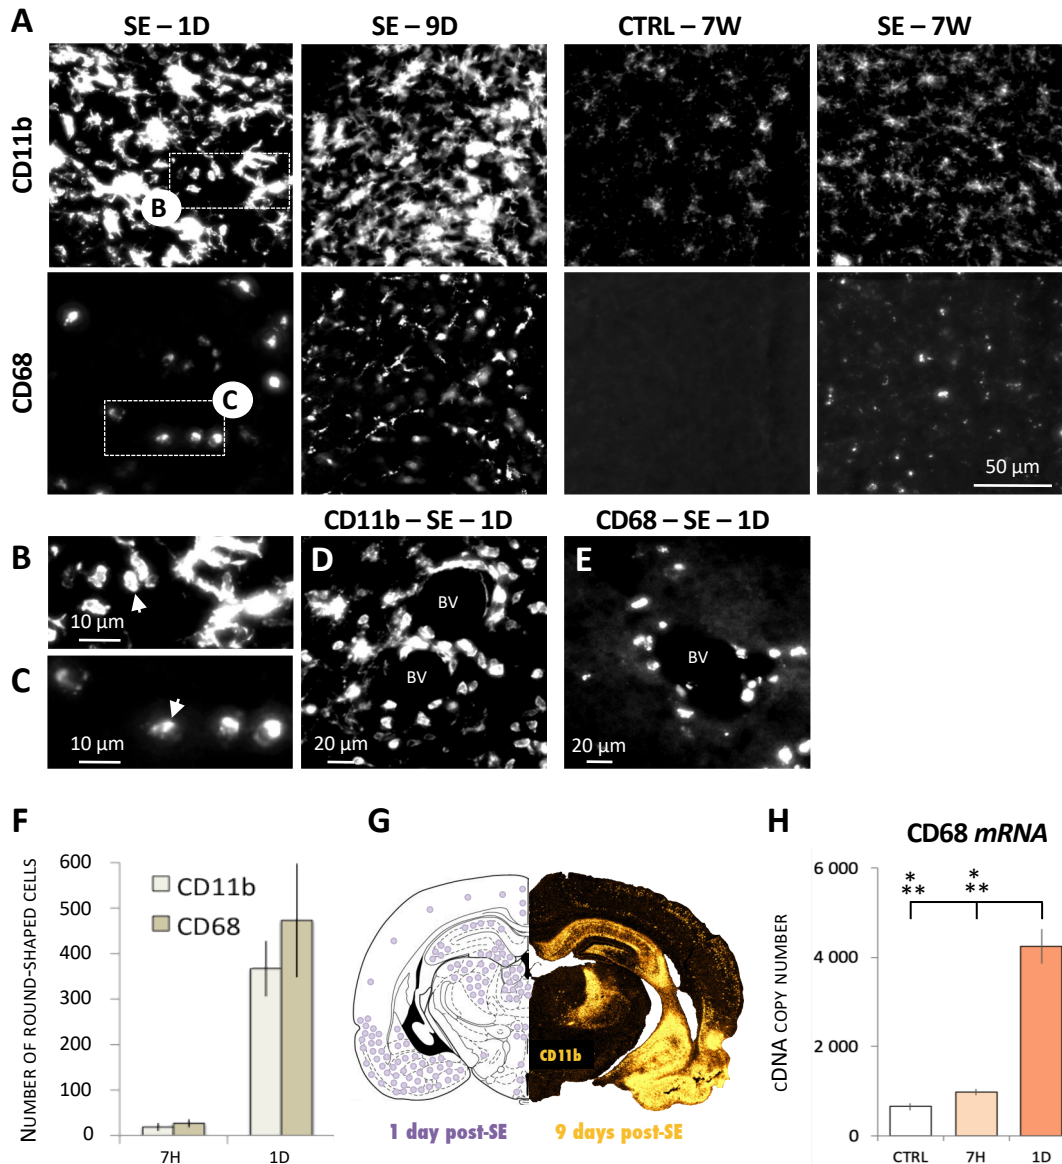 A
SE – 1D
SE – 9D
CTRL – 7W
SE – 7W
CD11b
B
CD68
C
50 µm
CD11b – SE – 1D
CD68 – SE – 1D
B
10 µm
C
10 µm
D
BV
BV
20 µm
E
BV
20 µm
F
NUMBER OF ROUND-SHAPED CELLS
600
500
400
300
200
100
0
CD11b
CD68
7H
1D
G
CD11b
1 day post-SE
9 days post-SE
H
CD68 mRNA
cDNA COPY NUMBER
6 000
4 000
2 000
0
*
**
*
**
CTRL
7H
1D